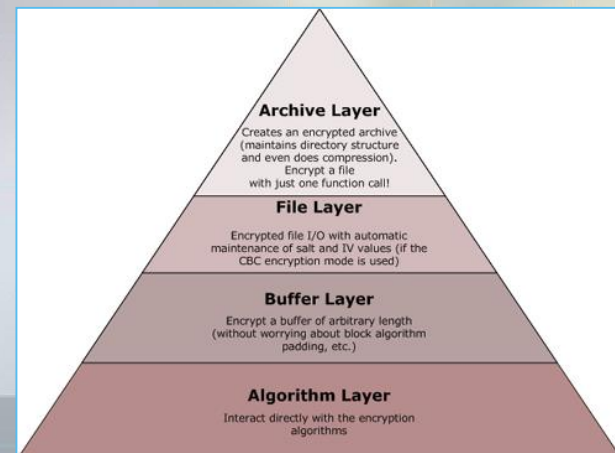 Archive Layer
Creates an encrypted archive
(maintains directory structure
and even does compression).
Encrypt a file
with just one function call!
File Layer
Encrypted file I/O with automatic
maintenance of salt and IV values (if the
CBC encryption mode is used)
Buffer Layer
Encrypt a buffer of arbitrary length
(without worrying about block algorithm
padding, etc.)
Algorithm Layer
Interact directly with the encryption
algorithms